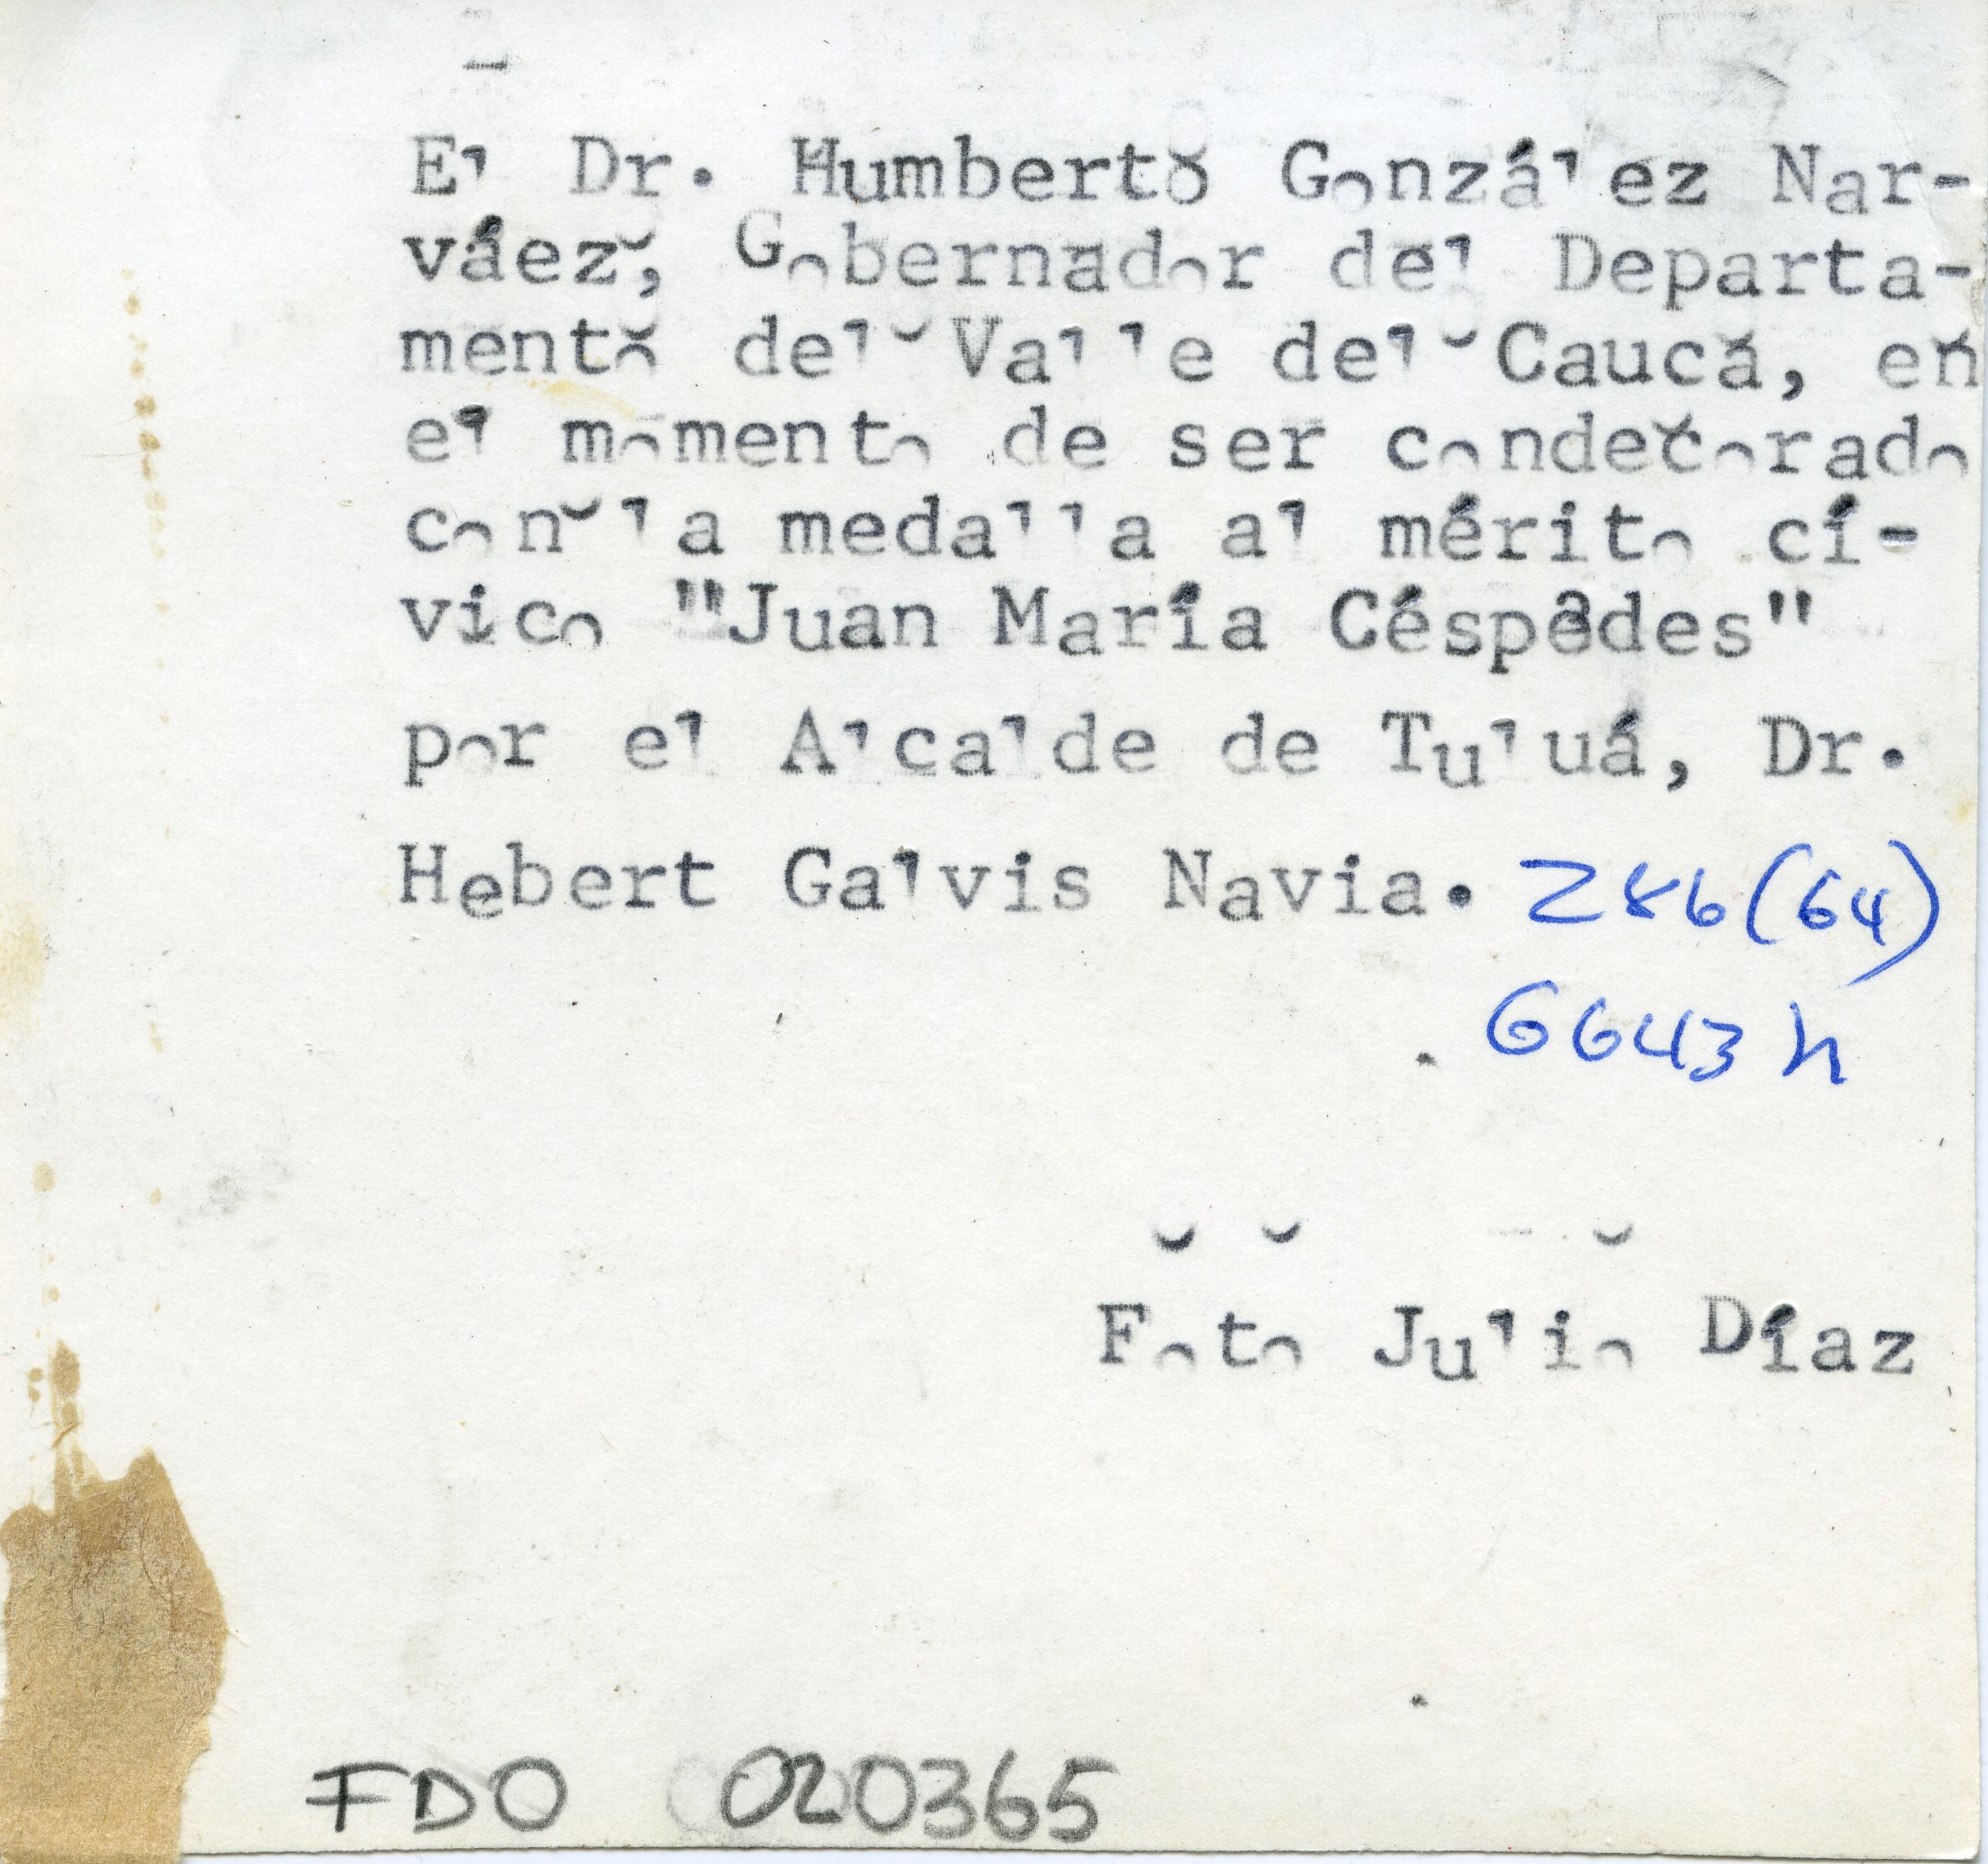 El Dr. Humberto González Nar-
váez, Gobernador del Departa-
mento del Valle del Cauca, en
el momento de ser condecorado
con la medalla al mérito cí-
vico "Juan María Céspedes"
por el Alcalde de Tuluá, Dr.
Hebert Galvis Navia. Z86(64)
G643h
Foto Julio Díaz
FDO 020365